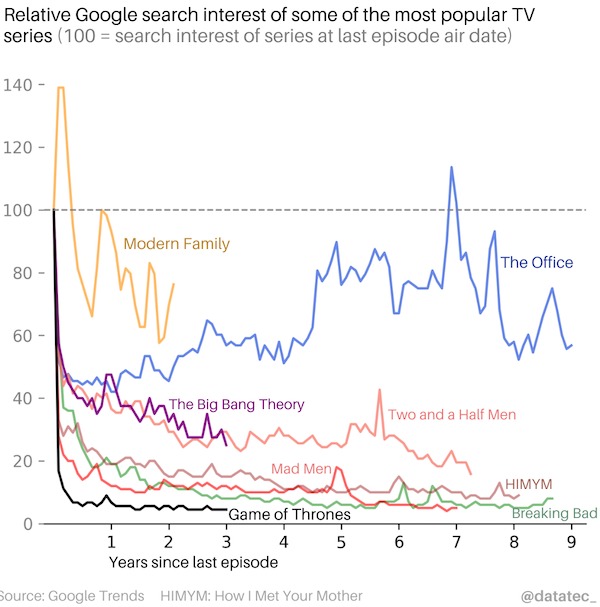 Relative Google search interest of some of the most popular TV
series (100 = search interest of series at last episode air date)
140
120
100
80
60
40
20
0
Modern Family
The Office
The Big Bang Theory
Two and a Half Men
Mad Men
HIMYM
Game of Thrones
Breaking Bad
1 2 3 4 5 6 7 8 9
Years since last episode
Source: Google Trends HIMYM: How I Met Your Mother
@datatec_